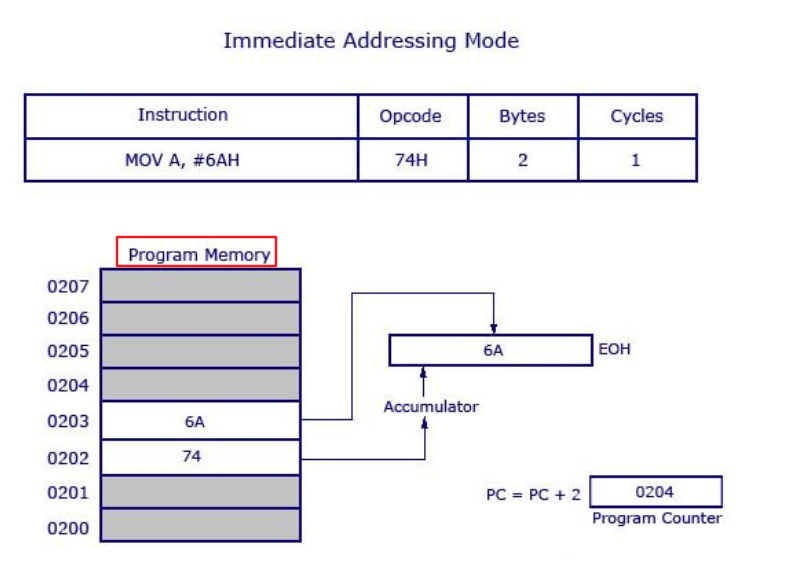 Immediate Addressing Mode
Instruction Opcode Bytes Cycles
MOV A, #6AH 74H 2 1
Program Memory
0207
0206
0205
6A EOH
0204
Accumulator
0203 6A
0202 74
0201
PC = PC + 2 0204
Program Counter
0200